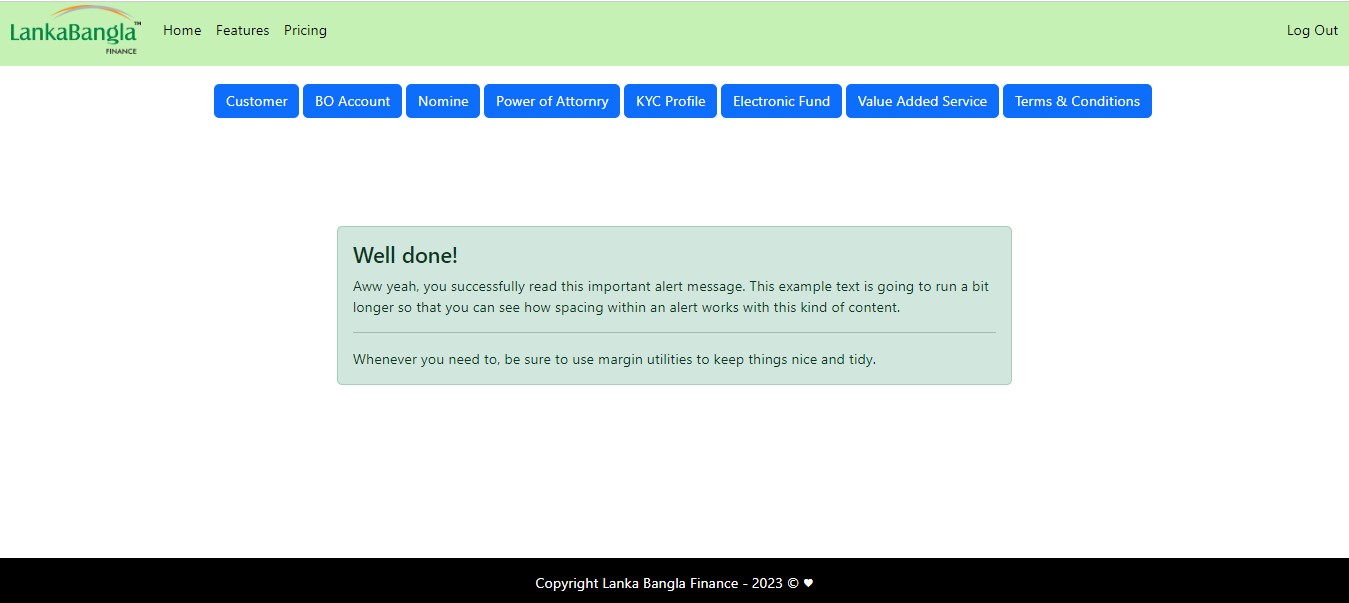 LankaBangla™
FINANCE
Home Features Pricing
Log Out
Customer BO Account Nomine Power of Attornry KYC Profile Electronic Fund Value Added Service Terms & Conditions
Well done!
Aww yeah, you successfully read this important alert message. This example text is going to run a bit
longer so that you can see how spacing within an alert works with this kind of content.
Whenever you need to, be sure to use margin utilities to keep things nice and tidy.
Copyright Lanka Bangla Finance - 2023 © ♥